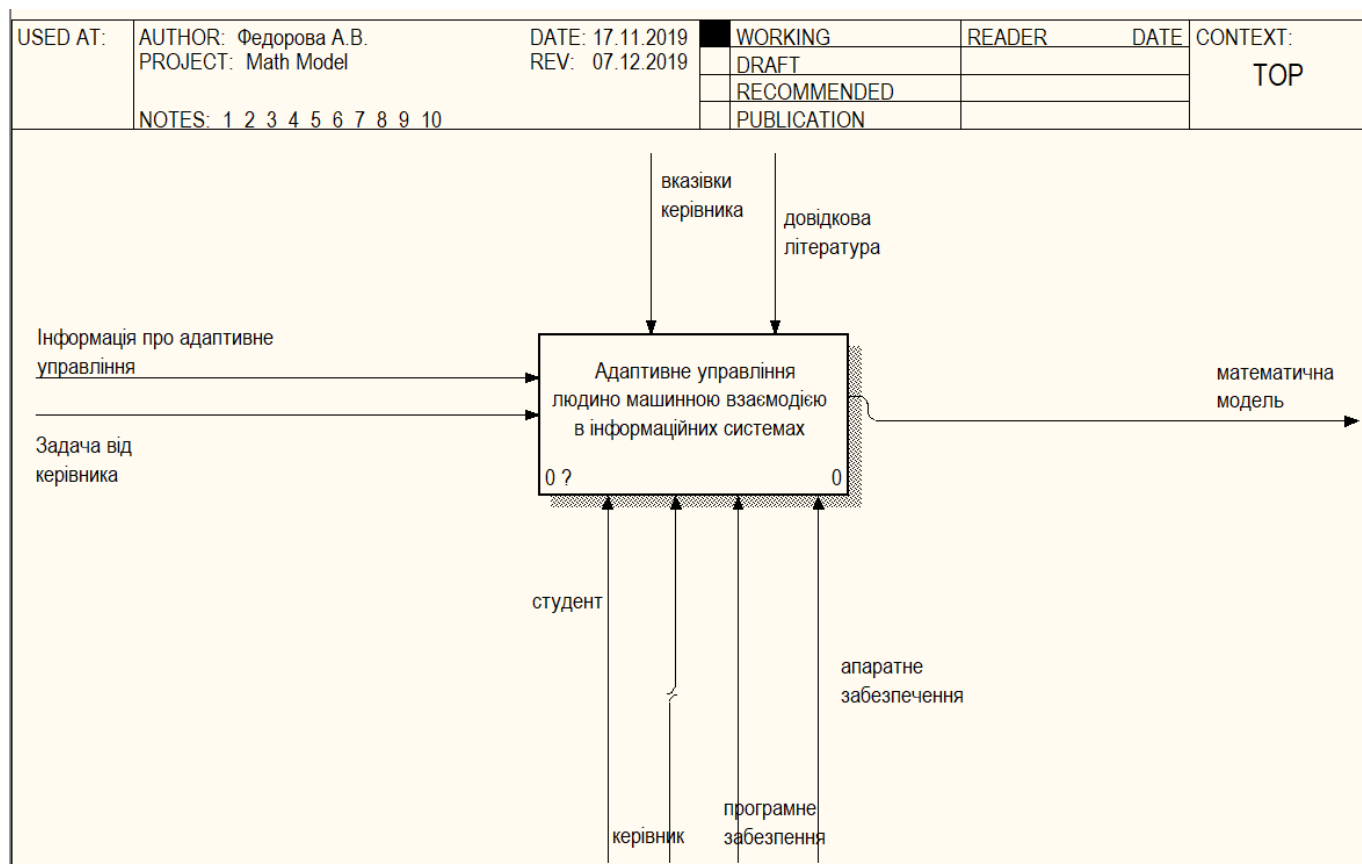 USED AT:
AUTHOR: Федорова А.В.
DATE: 17.11.2019
PROJECT: Math Model
REV: 07.12.2019
NOTES: 1 2 3 4 5 6 7 8 9 10
WORKING
DRAFT
RECOMMENDED
PUBLICATION
READER
DATE
CONTEXT:
TOP
вказівки
керівника
довідкова
література
Інформація про адаптивне
управління
Задача від
керівника
Адаптивне управління
людино машинною взаємодією
в інформаційних системах
0 ?
0
математична
модель
студент
апаратне
забезпечення
керівник
програмне
забезпення